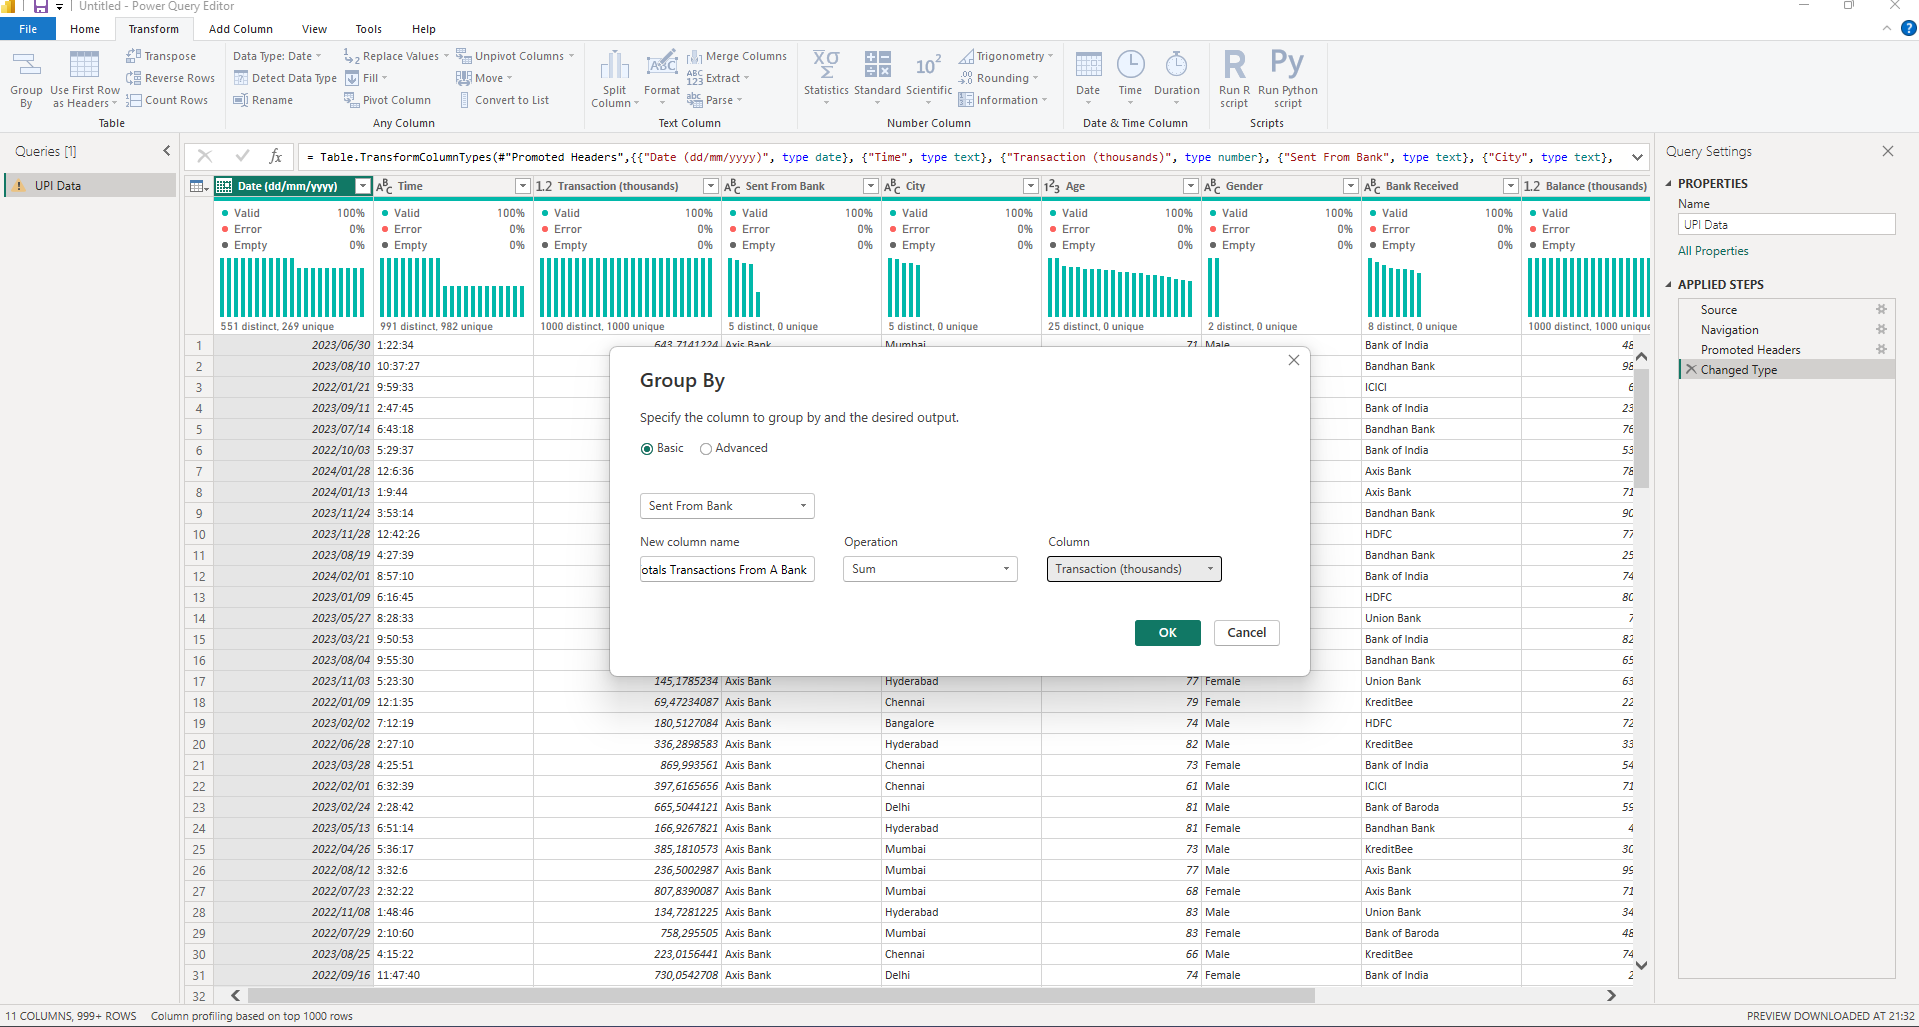 Untitled - Power Query Editor
File Home Transform Add Column View Tools Help
Group By
Use First Row as Headers
Transpose
Reverse Rows
Count Rows
Table
Data Type: Date
Detect Data Type
Rename
Replace Values
Fill
Pivot Column
Unpivot Columns
Move
Convert to List
Any Column
Split Column
Format
Merge Columns
Extract
Parse
Text Column
Statistics
Standard
Scientific
Trigonometry
Rounding
Information
Number Column
Date
Time
Duration
Date & Time Column
Run R script
Run Python script
Scripts
Queries [1]
UPI Data
= Table.TransformColumnTypes(#"Promoted Headers",{{"Date (dd/mm/yyyy)", type date}, {"Time", type text}, {"Transaction (thousands)", type number}, {"Sent From Bank", type text}, {"City", type text},
Date (dd/mm/yyyy) Time 1.2 Transaction (thousands) Sent From Bank City Age Gender Bank Received 1.2 Balance (thousands)
Valid 100% Valid 100% Valid 100% Valid 100% Valid 100% Valid 100% Valid 100% Valid 100% Valid
Error 0% Error 0% Error 0% Error 0% Error 0% Error 0% Error 0% Error 0% Error
Empty 0% Empty 0% Empty 0% Empty 0% Empty 0% Empty 0% Empty 0% Empty 0% Empty
551 distinct, 269 unique 991 distinct, 982 unique 1000 distinct, 1000 unique 5 distinct, 0 unique 5 distinct, 0 unique 25 distinct, 0 unique 2 distinct, 0 unique 8 distinct, 0 unique 1000 distinct, 1000 unique
1 2023/06/30 1:22:34 643,7141224 Axis Bank Mumbai 71 Male Bank of India 48
2 2023/08/10 10:37:27 Bandhan Bank 98
3 2022/01/21 9:59:33 ICICI 6
4 2023/09/11 2:47:45 Bank of India 23
5 2023/07/14 6:43:18 Bandhan Bank 76
6 2022/10/03 5:29:37 Bank of India 53
7 2024/01/28 12:6:36 Axis Bank 78
8 2024/01/13 1:9:44 Axis Bank 71
9 2023/11/24 3:53:14 Bandhan Bank 90
10 2023/11/28 12:42:26 HDFC 77
11 2023/08/19 4:27:39 Bandhan Bank 25
12 2024/02/01 8:57:10 Bank of India 74
13 2023/01/09 6:16:45 HDFC 80
14 2023/05/27 8:28:33 Union Bank 7
15 2023/03/21 9:50:53 Bank of India 82
16 2023/08/04 9:55:30 Bandhan Bank 65
17 2023/11/03 5:23:30 145,1785234 Axis Bank Hyderabad 77 Female Union Bank 63
18 2022/01/09 12:1:35 69,47234087 Axis Bank Chennai 79 Female KreditBee 22
19 2023/02/02 7:12:19 180,5127084 Axis Bank Bangalore 74 Male HDFC 72
20 2022/06/28 2:27:10 336,2898583 Axis Bank Hyderabad 82 Male KreditBee 33
21 2023/03/28 4:25:51 869,993561 Axis Bank Chennai 73 Female Bank of India 54
22 2022/02/01 6:32:39 397,6165656 Axis Bank Chennai 61 Male ICICI 71
23 2023/02/24 2:28:42 665,5044121 Axis Bank Delhi 81 Male Bank of Baroda 59
24 2023/05/13 6:51:14 166,9267821 Axis Bank Hyderabad 81 Female Bandhan Bank 4
25 2022/04/26 5:36:17 385,1810573 Axis Bank Mumbai 73 Male KreditBee 30
26 2022/08/12 3:32:6 236,5002987 Axis Bank Mumbai 77 Male Axis Bank 99
27 2022/07/23 2:32:22 807,8390087 Axis Bank Mumbai 68 Female Axis Bank 71
28 2022/11/08 1:48:46 134,7281225 Axis Bank Hyderabad 83 Male Union Bank 34
29 2022/07/29 2:10:60 758,295505 Axis Bank Mumbai 83 Female Bank of Baroda 48
30 2023/08/25 4:15:22 223,0156441 Axis Bank Chennai 66 Male KreditBee 74
31 2022/09/16 11:47:40 730,0542708 Axis Bank Delhi 74 Female Bank of India 2
32
Group By
Specify the column to group by and the desired output.
Basic Advanced
Sent From Bank
New column name Operation Column
otals Transactions From A Bank Sum Transaction (thousands)
OK Cancel
Query Settings
PROPERTIES
Name
UPI Data
All Properties
APPLIED STEPS
Source
Navigation
Promoted Headers
Changed Type
11 COLUMNS, 999+ ROWS Column profiling based on top 1000 rows PREVIEW DOWNLOADED AT 21:32